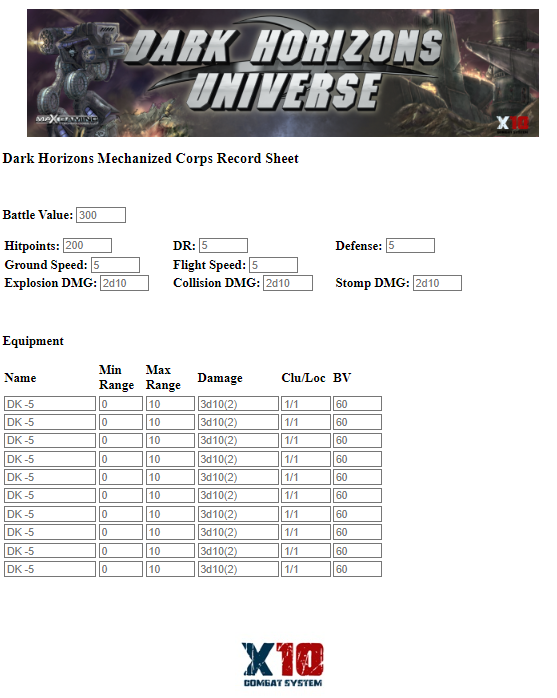 DARK HORIZONS
UNIVERSE
MAXGAMING
X10
COMBAT SYSTEM
Dark Horizons Mechanized Corps Record Sheet
Battle Value: 300
Hitpoints: 200 DR: 5 Defense: 5
Ground Speed: 5 Flight Speed: 5
Explosion DMG: 2d10 Collision DMG: 2d10 Stomp DMG: 2d10
Equipment
Name Min Range Max Range Damage Clu/Loc BV
DK -5 0 10 3d10(2) 1/1 60
DK -5 0 10 3d10(2) 1/1 60
DK -5 0 10 3d10(2) 1/1 60
DK -5 0 10 3d10(2) 1/1 60
DK -5 0 10 3d10(2) 1/1 60
DK -5 0 10 3d10(2) 1/1 60
DK -5 0 10 3d10(2) 1/1 60
DK -5 0 10 3d10(2) 1/1 60
DK -5 0 10 3d10(2) 1/1 60
DK -5 0 10 3d10(2) 1/1 60
X10
COMBAT SYSTEM